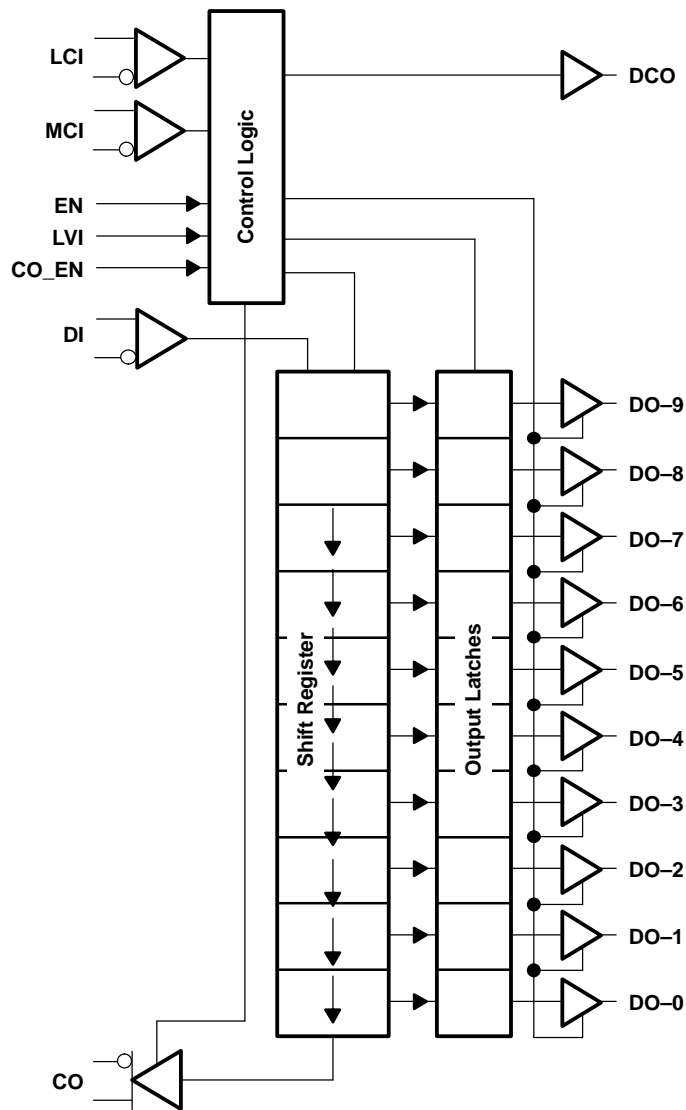 LCI
DCO
MCI
Control Logic
EN
LVI
CO_EN
DI
DO–9
DO–8
DO–7
DO–6
DO–5
DO–4
DO–3
DO–2
DO–1
DO–0
Shift Register
Output Latches
CO